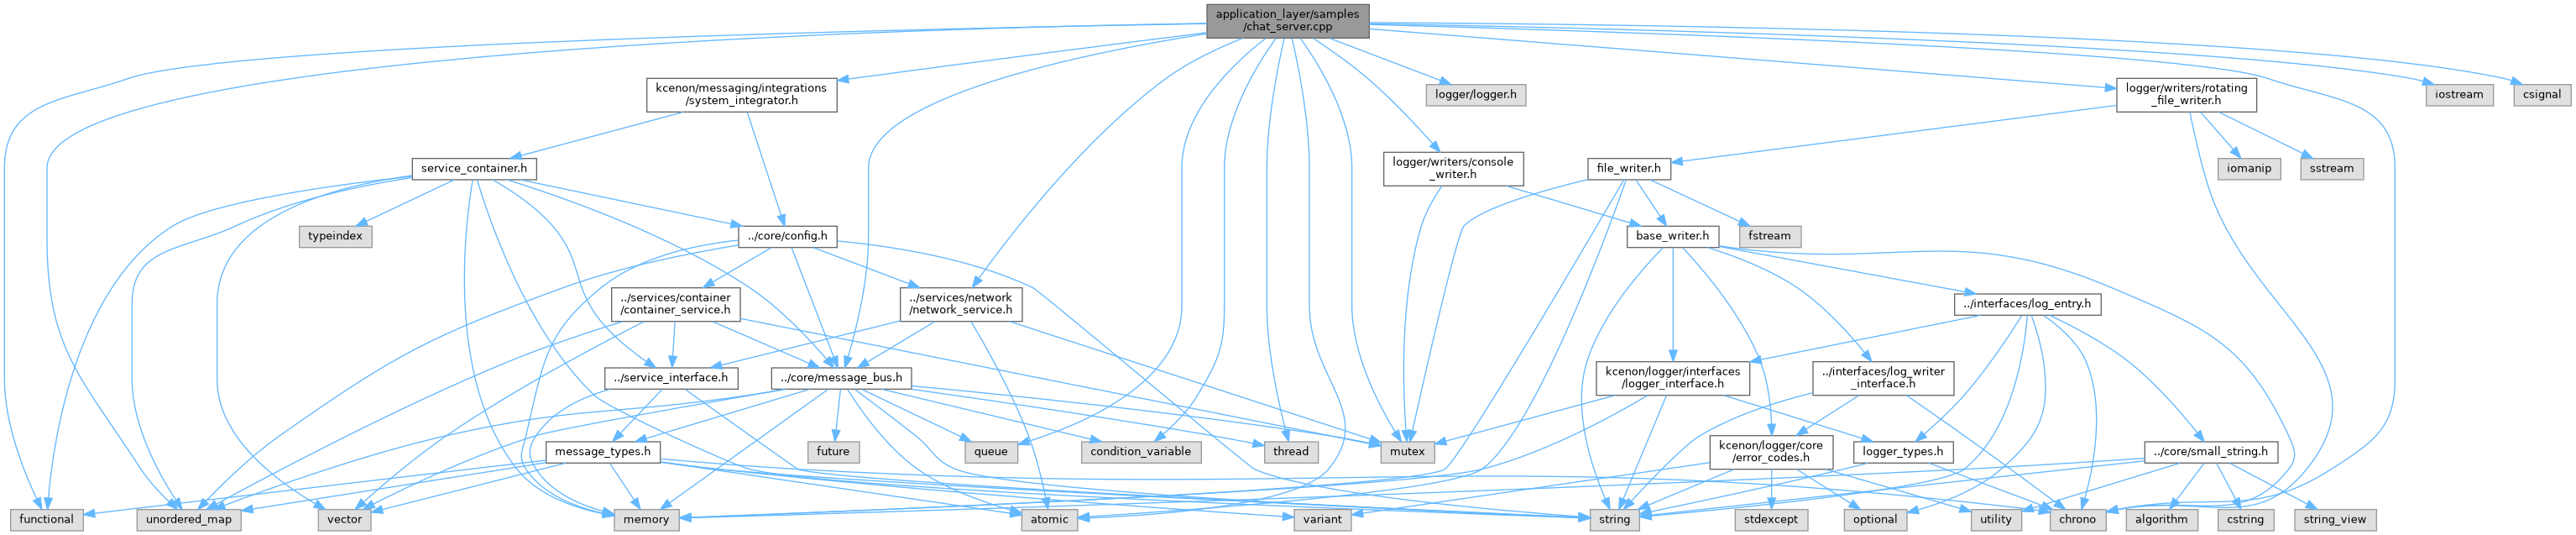 application_layer/samples
/chat_server.cpp
kcenon/messaging/integrations
/system_integrator.h
logger/logger.h
logger/writers/rotating
_file_writer.h
iostream
csignal
service_container.h
logger/writers/console
_writer.h
file_writer.h
iomanip
sstream
typeindex
../core/config.h
base_writer.h
fstream
../services/container
/container_service.h
../services/network
/network_service.h
../interfaces/log_entry.h
../service_interface.h
../core/message_bus.h
kcenon/logger/interfaces
/logger_interface.h
../interfaces/log_writer
_interface.h
message_types.h
future
queue
condition_variable
thread
mutex
kcenon/logger/core
/error_codes.h
logger_types.h
../core/small_string.h
functional
unordered_map
vector
memory
atomic
variant
string
stdexcept
optional
utility
chrono
algorithm
cstring
string_view